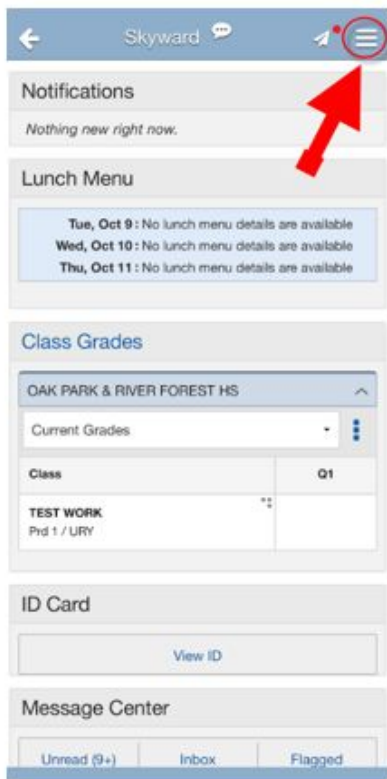 Skyward
Notifications
Nothing new right now.
Lunch Menu
Tue, Oct 9: No lunch menu details are available
Wed, Oct 10: No lunch menu details are available
Thu, Oct 11: No lunch menu details are available
Class Grades
OAK PARK & RIVER FOREST HS
Current Grades
Class Q1
TEST WORK
Prd 1 / URY
ID Card
View ID
Message Center
Unread (9+) Inbox Flagged